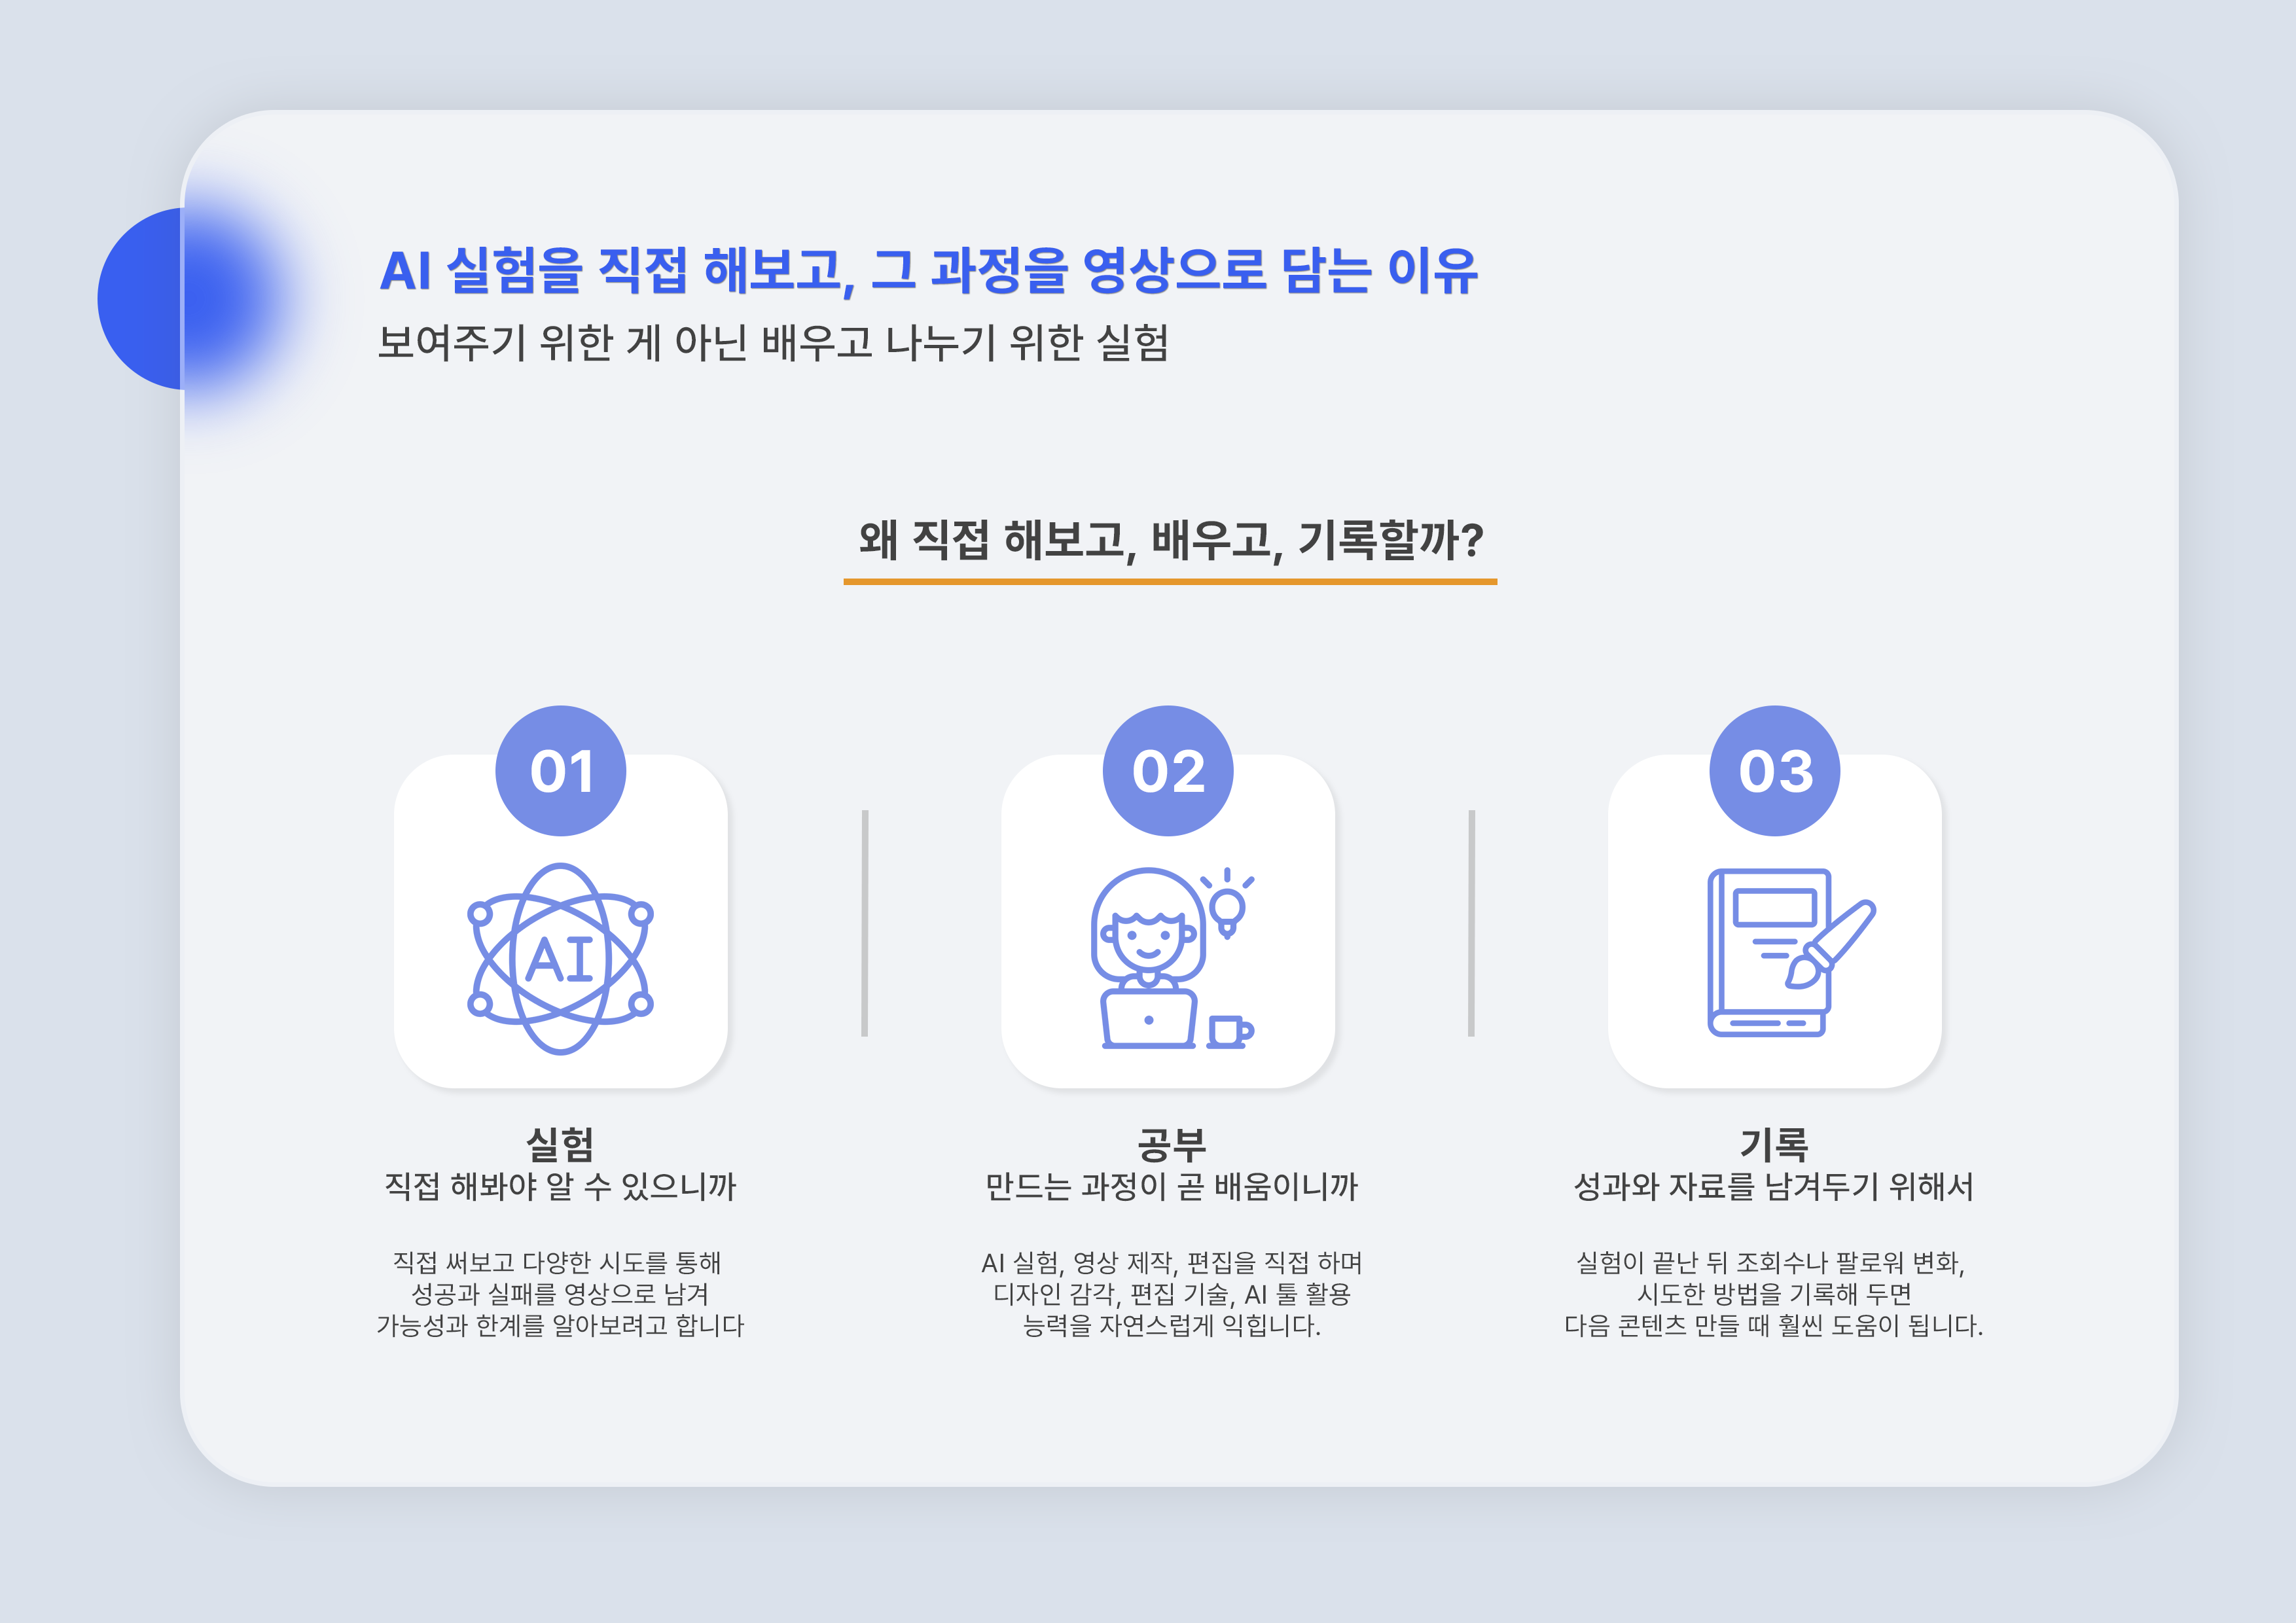 AI 실험을 직접 해보고, 그 과정을 영상으로 담는 이유
보여주기 위한 게 아닌 배우고 나누기 위한 실험
왜 직접 해보고, 배우고, 기록할까?
01
AI
실험
직접 해봐야 알 수 있으니까
직접 써보고 다양한 시도를 통해
성공과 실패를 영상으로 남겨
가능성과 한계를 알아보려고 합니다
02
공부
만드는 과정이 곧 배움이니까
AI 실험, 영상 제작, 편집을 직접 하며
디자인 감각, 편집 기술, AI 툴 활용
능력을 자연스럽게 익힙니다.
03
기록
성과와 자료를 남겨두기 위해서
실험이 끝난 뒤 조회수나 팔로워 변화,
시도한 방법을 기록해 두면
다음 콘텐츠 만들 때 훨씬 도움이 됩니다.